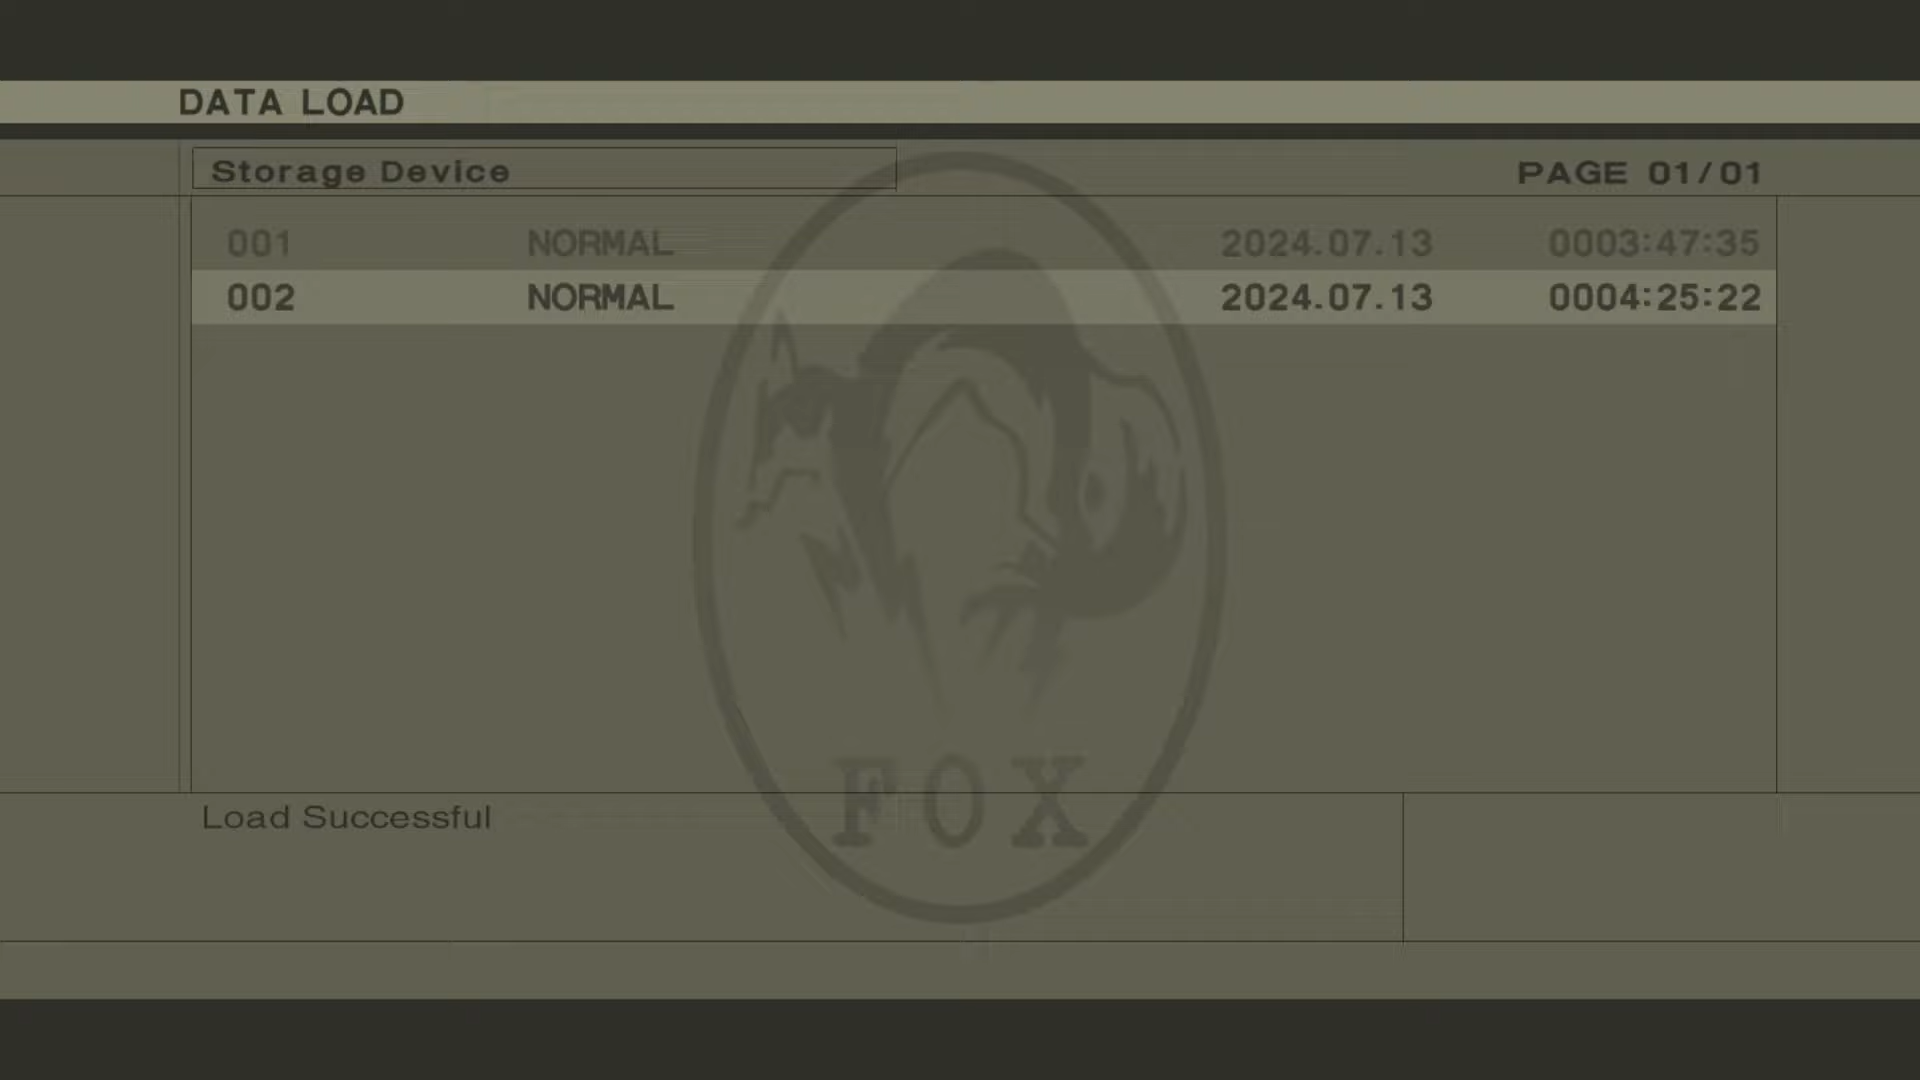 DATA LOAD
Storage Device PAGE 01/01
001 NORMAL 2024.07.13 0003:47:35
002 NORMAL 2024.07.13 0004:25:22
FOX
Load Successful